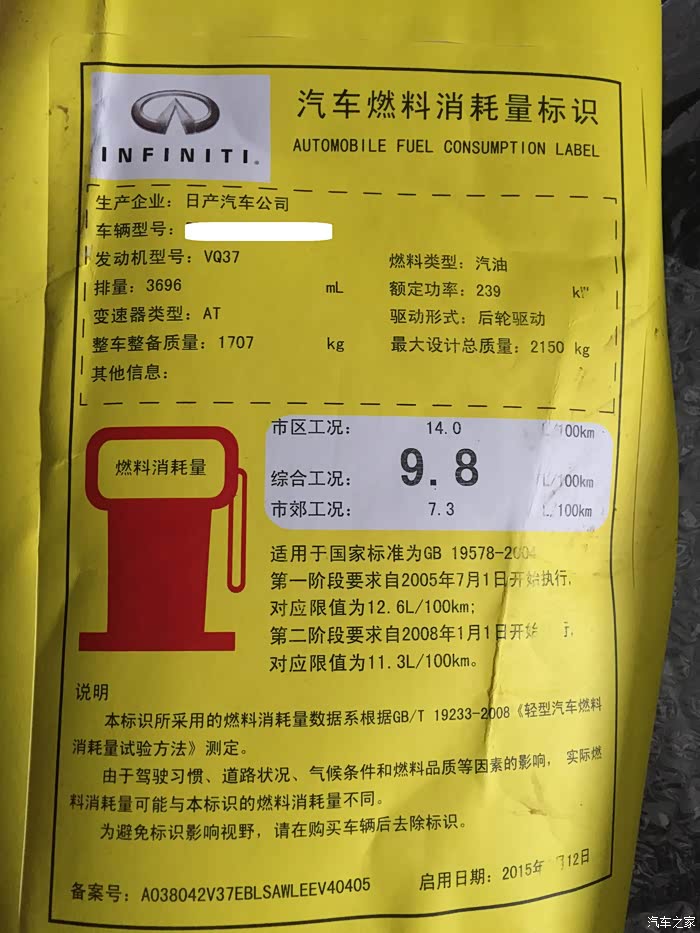 INFINITI.
汽车燃料消耗量标识
AUTOMOBILE FUEL CONSUMPTION LABEL
生产企业: 日产汽车公司
车辆型号:
发动机型号: VQ37
燃料类型: 汽油
排量: 3696 mL
额定功率: 239
变速器类型: AT
驱动形式: 后轮驱动
整车整备质量: 1707 kg
最大设计总质量: 2150 kg
其他信息:
燃料消耗量
市区工况: 14.0 L/100km
综合工况: 9.8 L/100km
市郊工况: 7.3 L/100km
适用于国家标准为GB 19578-2004
第一阶段要求自2005年7月1日开始执行,
对应限值为12.6L/100km;
第二阶段要求自2008年1月1日开始 行,
对应限值为11.3L/100km。
说明
本标识所采用的燃料消耗量数据系根据GB/T 19233-2008《轻型汽车燃料
消耗量试验方法》测定。
由于驾驶习惯、道路状况、气候条件和燃料品质等因素的影响, 实际燃
料消耗量可能与本标识的燃料消耗量不同。
为避免标识影响视野, 请在购买车辆后去除标识。
备案号: A038042V37EBLSAWLEEV40405
启用日期: 2015年 12日
汽车之家